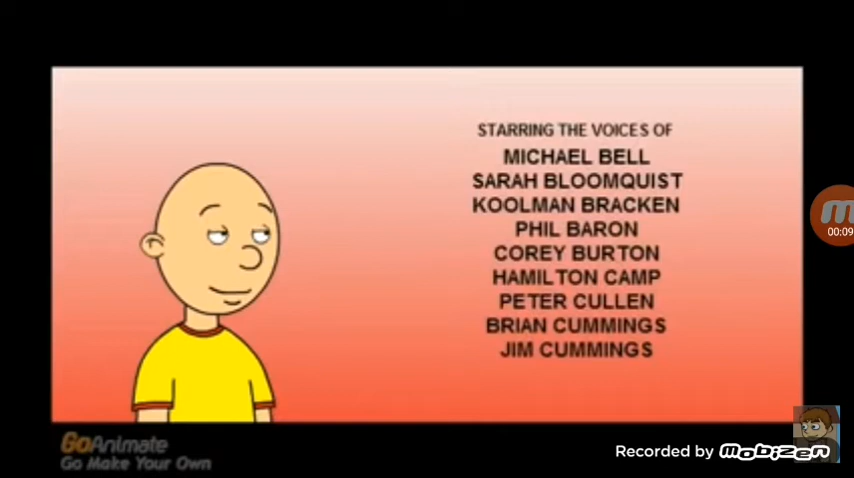 STARRING THE VOICES OF
MICHAEL BELL
SARAH BLOOMQUIST
KOOLMAN BRACKEN
PHIL BARON
COREY BURTON
HAMILTON CAMP
PETER CULLEN
BRIAN CUMMINGS
JIM CUMMINGS
00:09
GoAnimate
Go Make Your Own
Recorded by mobizen